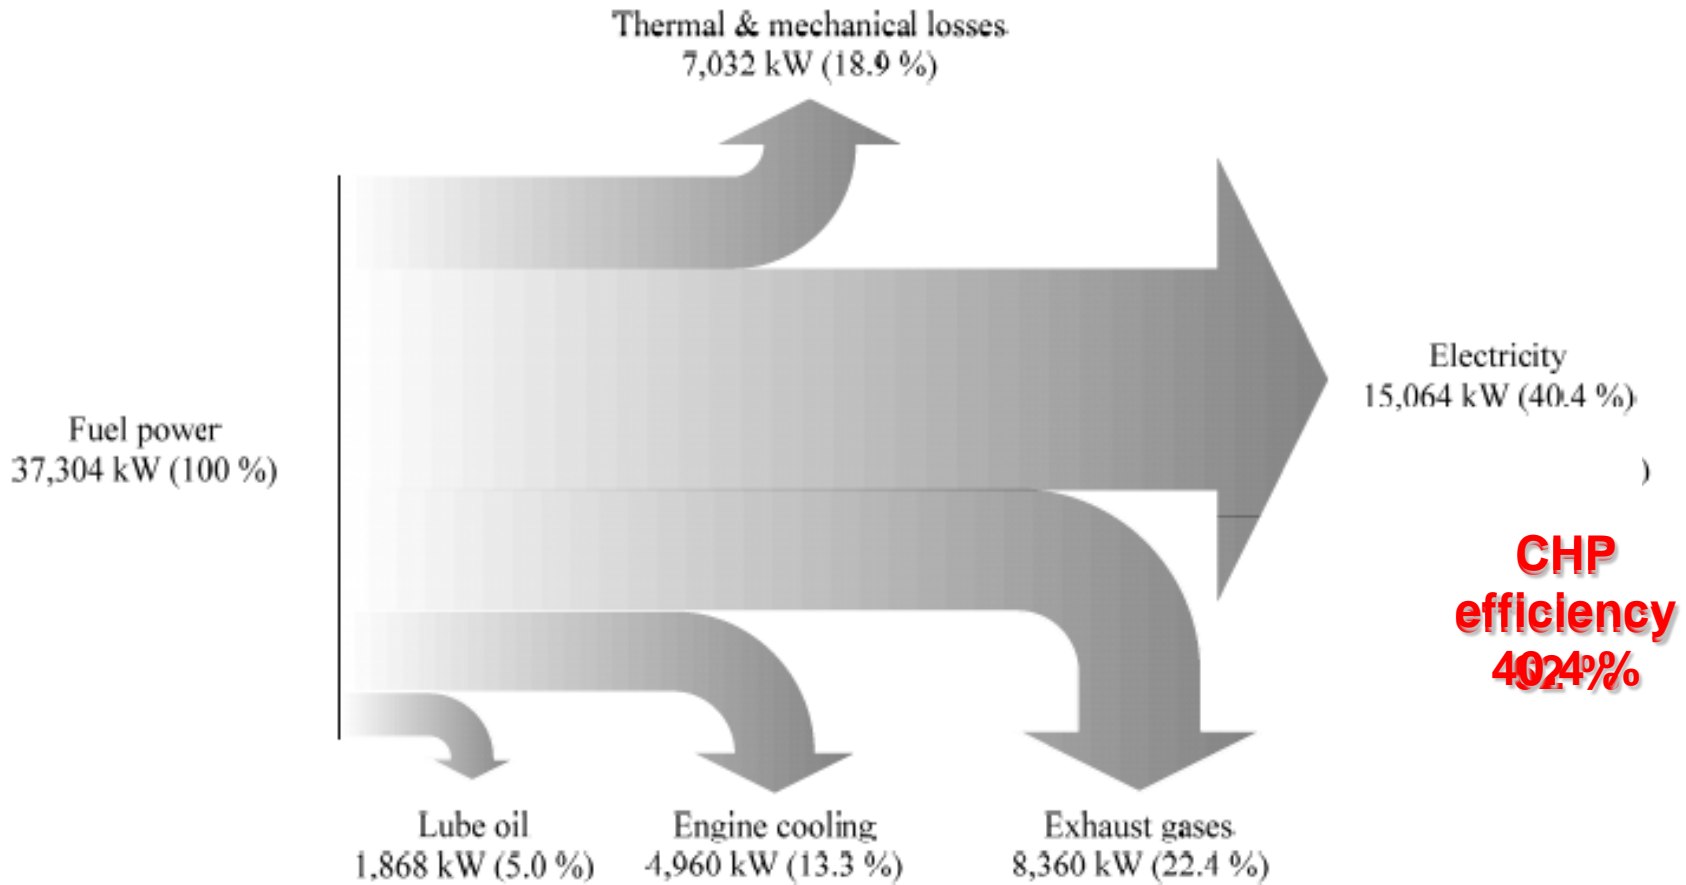 Thermal & mechanical losses
7,032 kW (18.9 %)
Electricity
15,064 kW (40.4 %)
Fuel power
37,304 kW (100 %)
)
CHP
efficiency
40.4%
Lube oil
1,868 kW (5.0 %)
Engine cooling
4,960 kW (13.3 %)
Exhaust gases
8,360 kW (22.4 %)